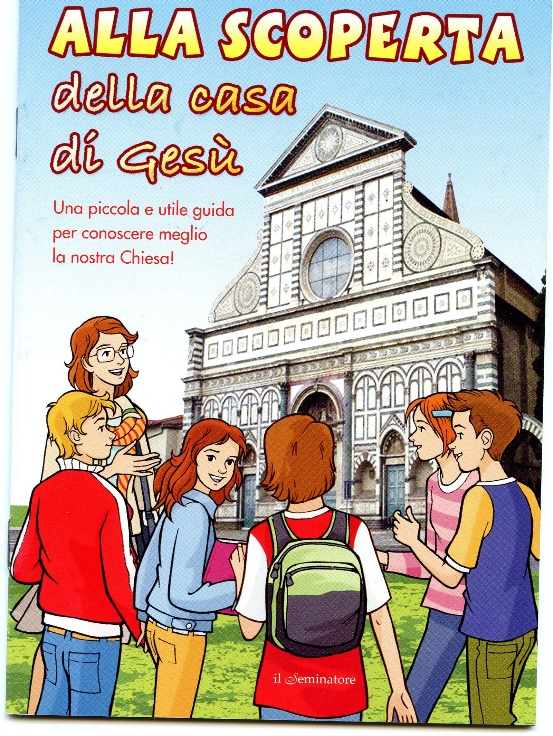 ALLA SCOPERTA
della casa
di Gesù
Una piccola e utile guida
per conoscere meglio
la nostra Chiesa!
il Seminatore